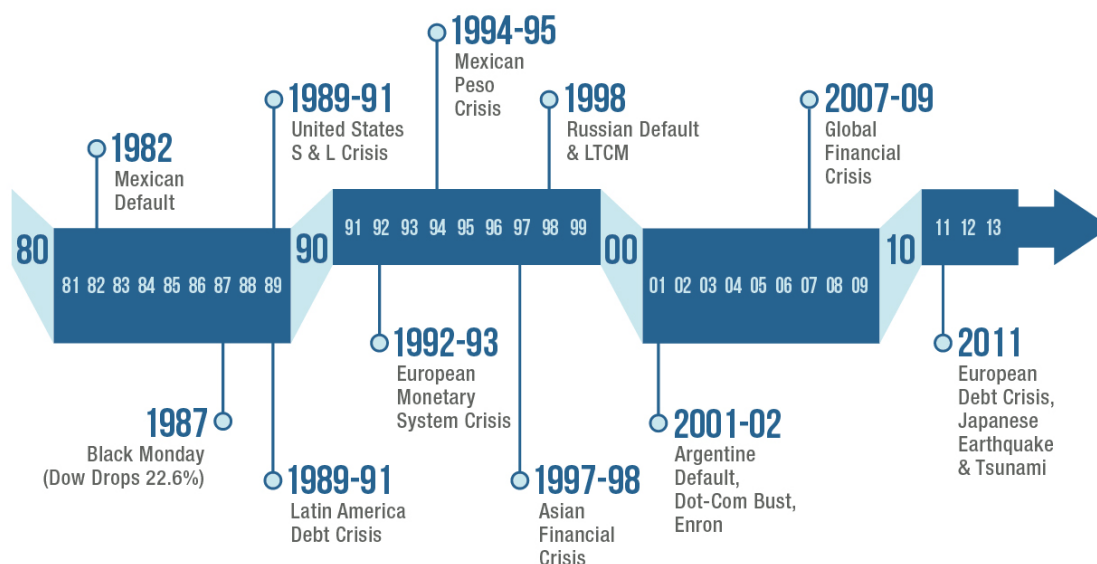 1982
Mexican
Default
1989-91
United States
S & L Crisis
1994-95
Mexican
Peso
Crisis
1998
Russian Default
& LTCM
2007-09
Global
Financial
Crisis
80
81 82 83 84 85 86 87 88 89
90
91 92 93 94 95 96 97 98 99
00
01 02 03 04 05 06 07 08 09
10
11 12 13
1987
Black Monday
(Dow Drops 22.6%)
1989-91
Latin America
Debt Crisis
1992-93
European
Monetary
System Crisis
1997-98
Asian
Financial
Crisis
2001-02
Argentine
Default,
Dot-Com Bust,
Enron
2011
European
Debt Crisis,
Japanese
Earthquake
& Tsunami